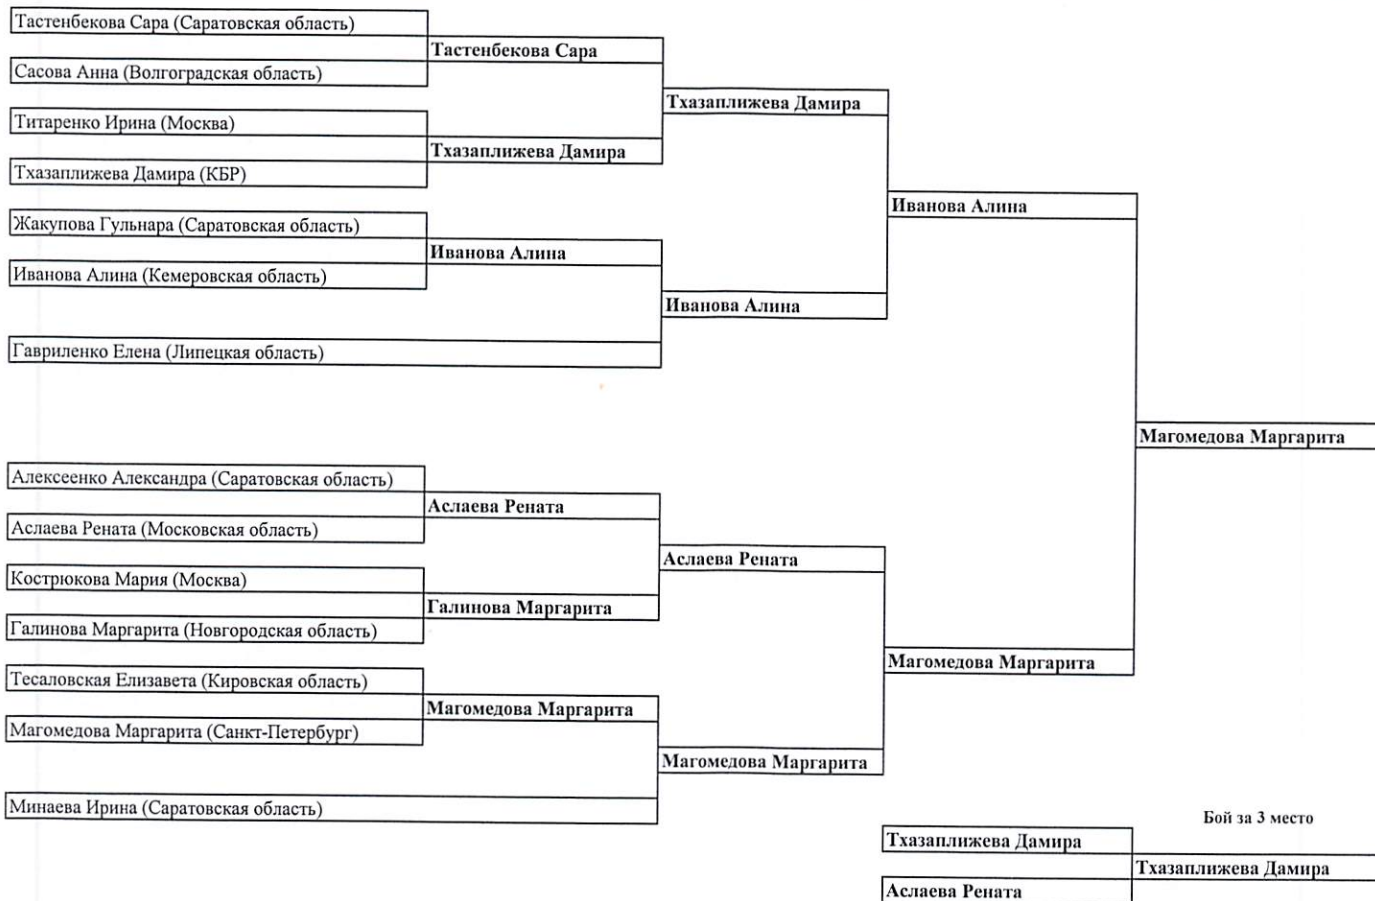 Тастенбекова Сара (Саратовская область)
Тастенбекова Сара
Сасова Анна (Волгоградская область)
Тхазаплижева Дамира
Титаренко Ирина (Москва)
Тхазаплижева Дамира
Тхазаплижева Дамира (КБР)
Иванова Алина
Жакупова Гульнара (Саратовская область)
Иванова Алина
Иванова Алина (Кемеровская область)
Иванова Алина
Гавриленко Елена (Липецкая область)
Магомедова Маргарита
Алексеенко Александра (Саратовская область)
Аслаева Рената
Аслаева Рената (Московская область)
Аслаева Рената
Кострюкова Мария (Москва)
Галинова Маргарита
Галинова Маргарита (Новгородская область)
Магомедова Маргарита
Тесаловская Елизавета (Кировская область)
Магомедова Маргарита
Магомедова Маргарита (Санкт-Петербург)
Магомедова Маргарита
Минаева Ирина (Саратовская область)
Бой за 3 место
Тхазаплижева Дамира
Тхазаплижева Дамира
Аслаева Рената